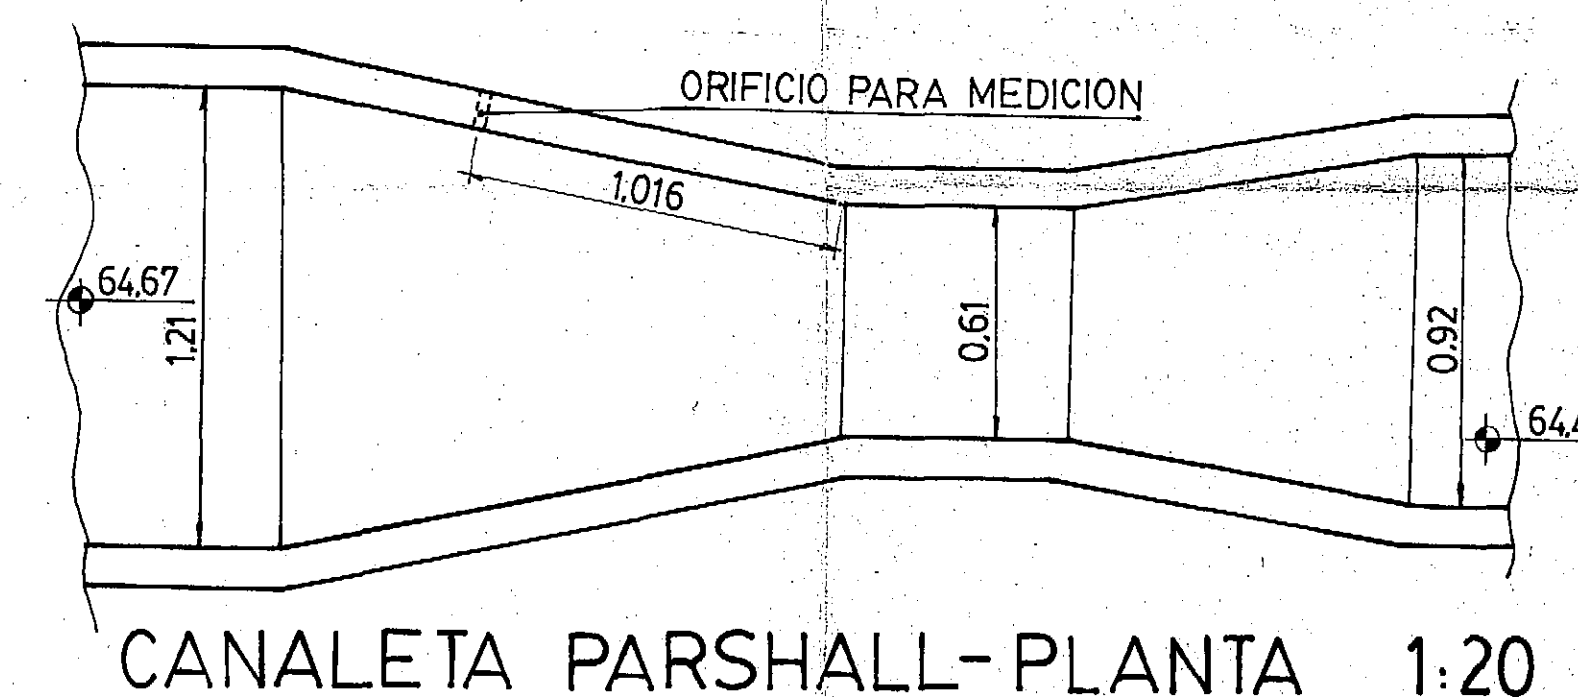 ORIFICIO PARA MEDICION
1.016
64.67
1.21
0.61
0.92
CANALETA PARSHALL-PLANTA 1:20